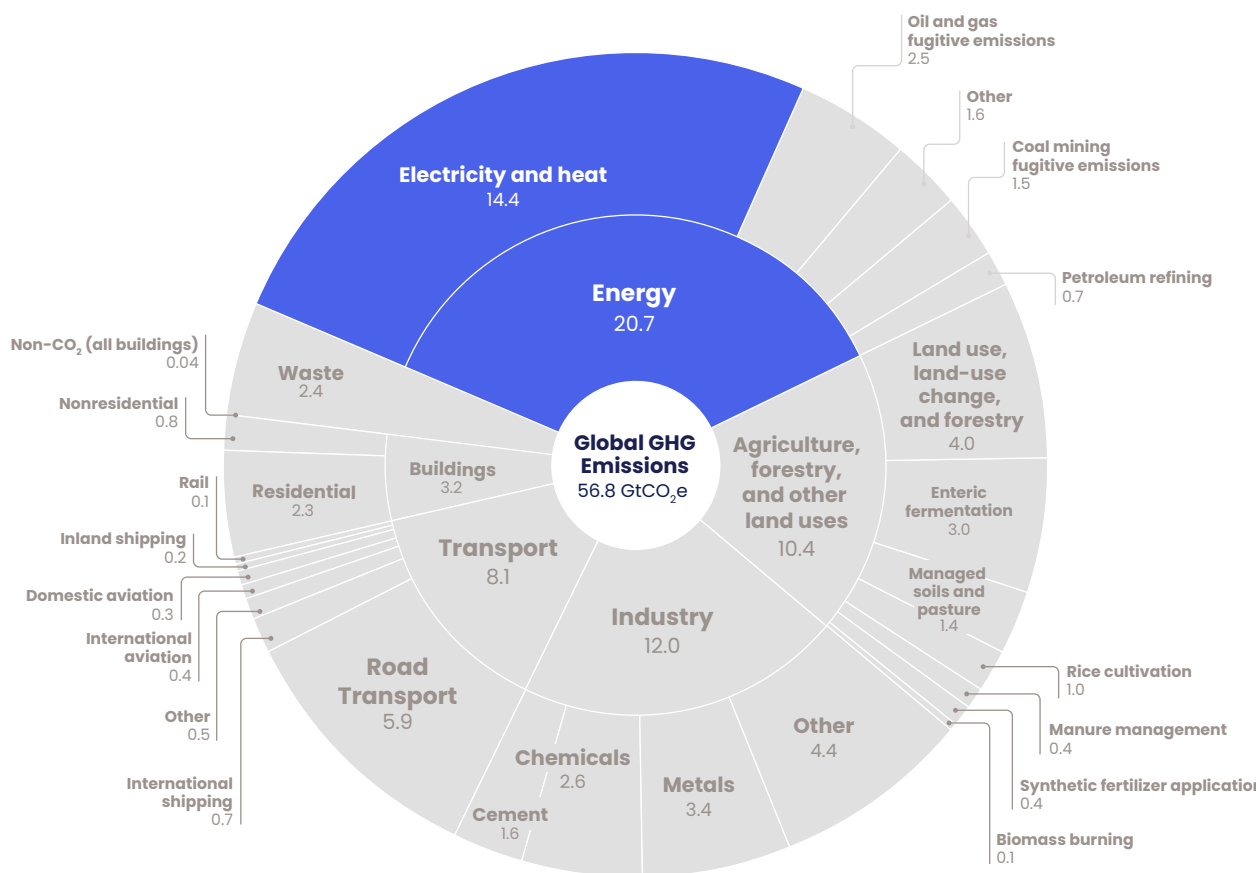 Oil and gas
fugitive emissions
2.5
Other
1.6
Coal mining
fugitive emissions
1.5
Electricity and heat
14.4
Petroleum refining
0.7
Energy
20.7
Non-CO₂ (all buildings)
0.04
Waste
2.4
Land use,
land-use
change,
and forestry
4.0
Nonresidential
0.8
Global GHG
Emissions
56.8 GtCO₂e
Agriculture,
forestry,
and other
land uses
10.4
Buildings
3.2
Rail
0.1
Residential
2.3
Enteric
fermentation
3.0
Inland shipping
0.2
Transport
8.1
Managed
soils and
pasture
1.4
Domestic aviation
0.3
Industry
12.0
International
aviation
0.4
Road
Transport
5.9
Rice cultivation
1.0
Other
0.5
Other
4.4
Manure management
0.4
Chemicals
2.6
Metals
3.4
International
shipping
0.7
Synthetic fertilizer application
0.4
Cement
1.6
Biomass burning
0.1